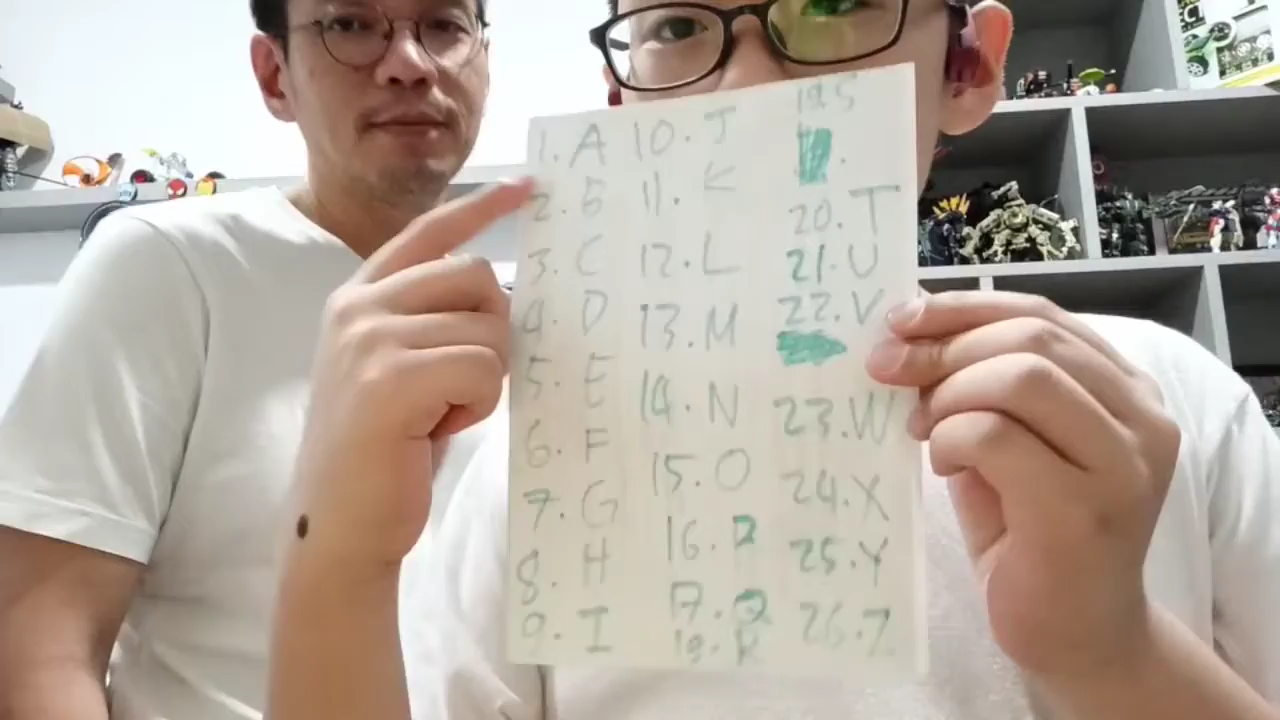 1. A
2. B
3. C
4. D
5. E
6. F
7. G
8. H
9. I
10. J
11. K
12. L
13. M
14. N
15. O
16. P
17. Q
18. R
19. S
20. T
21. U
22. V
23. W
24. X
25. Y
26. Z